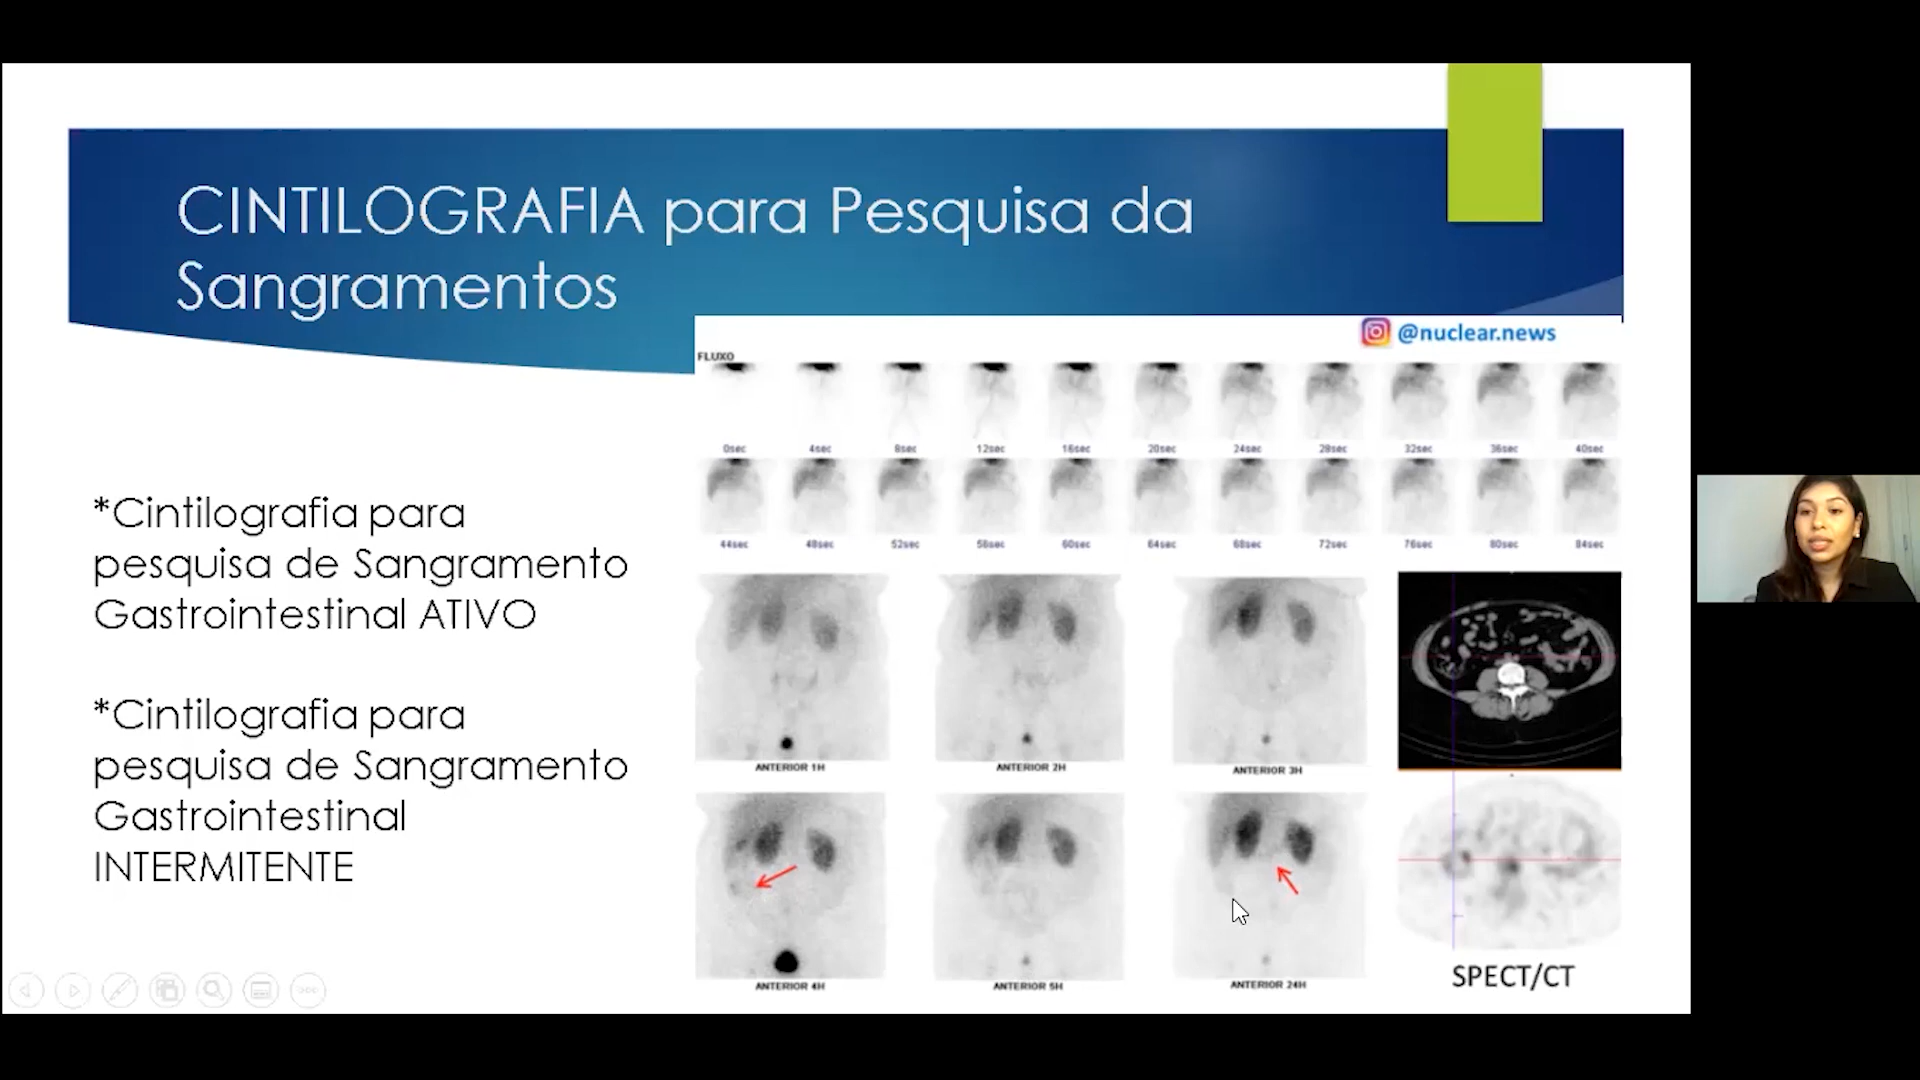 CINTILOGRAFIA para Pesquisa da
Sangramentos
@nuclear.news
FLUXO
0sec 4sec 8sec 12sec 16sec 20sec 24sec 28sec 32sec 36sec 40sec
44sec 48sec 52sec 56sec 60sec 64sec 68sec 72sec 76sec 80sec 84sec
*Cintilografia para
pesquisa de Sangramento
Gastrointestinal ATIVO
*Cintilografia para
pesquisa de Sangramento
Gastrointestinal
INTERMITENTE
ANTERIOR 1H ANTERIOR 2H ANTERIOR 3H
ANTERIOR 4H ANTERIOR 5H ANTERIOR 24H
SPECT/CT